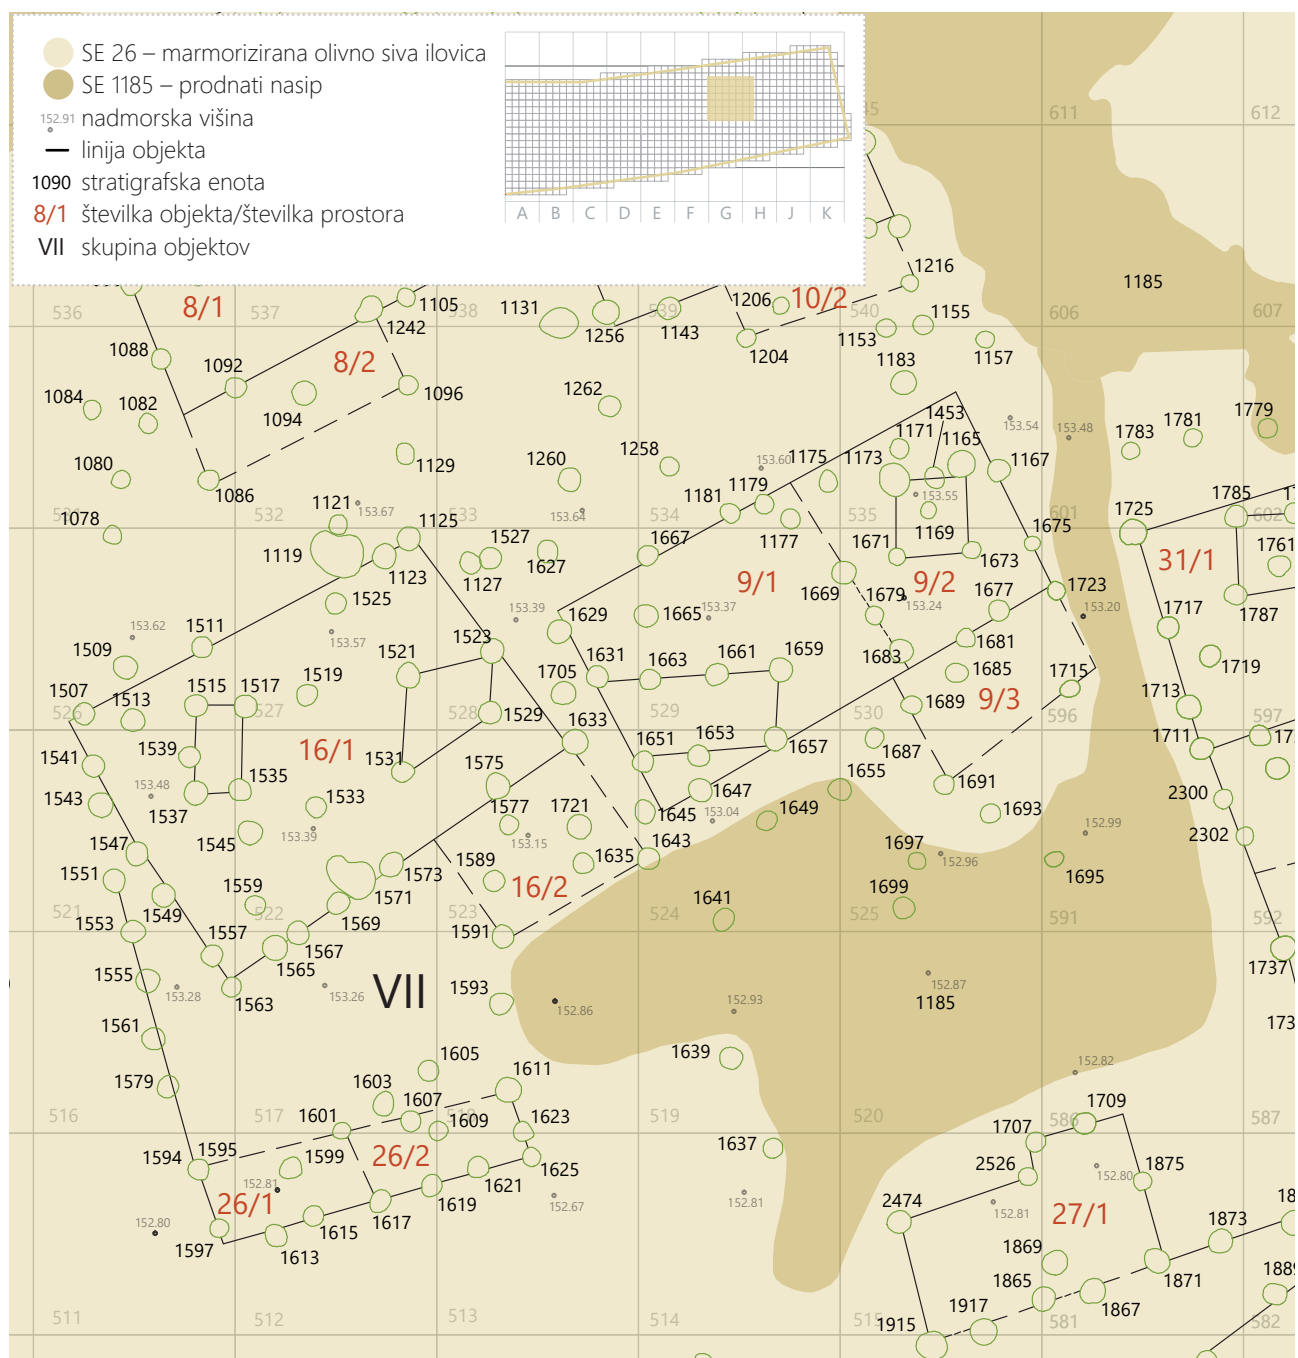 SE 26 – marmorizirana olivno siva ilovica
SE 1185 – prodnati nasip
152.91 nadmorska višina
linija objekta
1090 stratigrafska enota
8/1 številka objekta/številka prostora
VII skupina objektov
A B C D E F G H J K
611 612
1216 1185
8/1 1105 1131 1206 10/2 1155
536 537 538 539 540 606 607
1242 1256 1143 1204 1153 1157
1088 1092 8/2 1183
1084 1082 1094 1096 1262 1453 153.54 153.48 1779
1171 1165 1783 1781
1080 1129 1260 1258 153.60 1175 1173 1167
1086 1179 153.55 1725 1785
1078 531 1121 153.67 1125 533 153.64 1181 534 535 1169 601 1675 602
532 1119 1123 1527 1127 1627 1667 1177 1671 1673 31/1 1761
1525 9/1 1669 9/2 1677 1723 1787
153.62 1511 153.57 153.39 1629 1665 153.37 1679 153.24 153.20 1717
1509 1523 1521 1631 1663 1661 1659 1683 1681 1719
1507 1513 1515 1517 1519 1705 1685 1715 1713
526 527 528 1529 529 530 1689 9/3 596 597
1633 1687 1711
1541 1539 16/1 1531 1575 1651 1653 1657 1655 1691
1543 153.48 1537 1535 1533 1577 1721 1647 1649 1693 2300
1545 153.39 153.15 1645 153.04 152.99 2302
1547 1573 1589 1635 1643 1697 152.96 1695
1551 1559 1571 16/2 1641 1699
521 1549 522 1569 523 524 525 591 592
1553 1557 1567 1591 1737
1555 1565 VII 152.87
153.28 1563 153.26 1593 152.86 152.93 1185
1561 1639
1605 152.82
1579 1603 1611
516 517 1607 518 1623 519 520 1709 586 587
1601 1609 1637 1707
1594 1595 1599 26/2 1625 2526 152.80 1875
152.81 1621 152.67 152.81 2474 152.81
26/1 1619 27/1 1873
152.80 1617
1597 1615 1869
1613 1865 1871
511 512 513 514 515 1917 1867 1889
1915 581 582